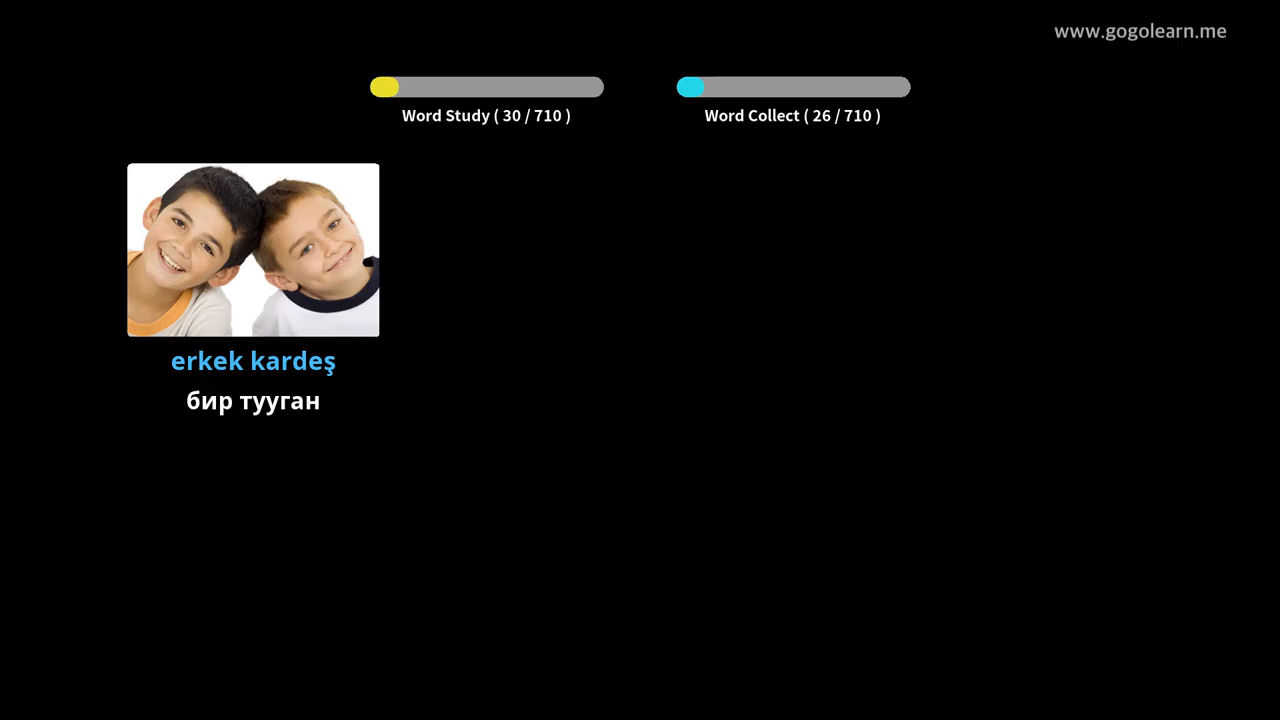 www.gogolearn.me
Word Study ( 30 / 710 )
Word Collect ( 26 / 710 )
erkek kardeş
бир тууган